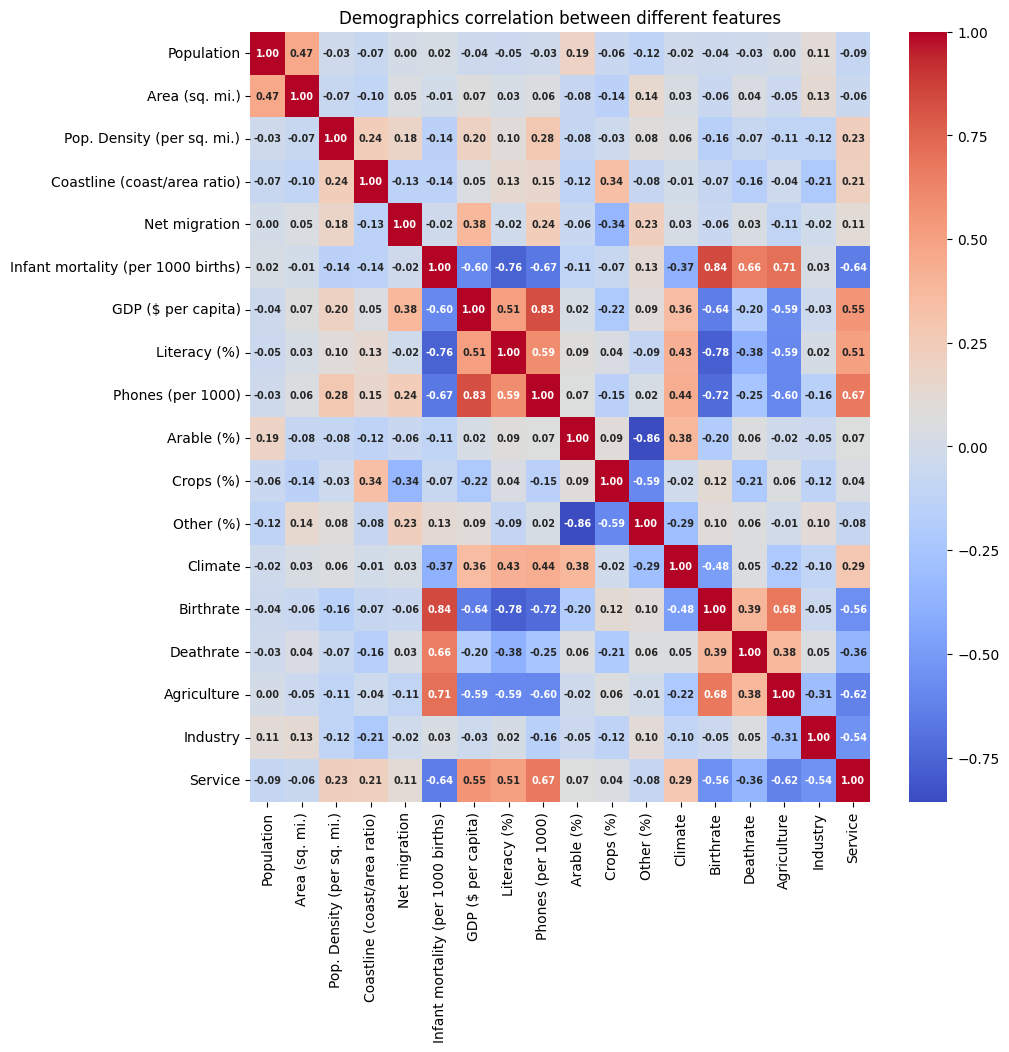 Demographics correlation between different features
Population 1.00 0.47 -0.03 -0.07 0.00 0.02 -0.04 -0.05 -0.03 0.19 -0.06 -0.12 -0.02 -0.04 -0.03 0.00 0.11 -0.09
Area (sq. mi.) 0.47 1.00 -0.07 -0.10 0.05 -0.01 0.07 0.03 0.06 -0.08 -0.14 0.14 0.03 -0.06 0.04 -0.05 0.13 -0.06
Pop. Density (per sq. mi.) -0.03 -0.07 1.00 0.24 0.18 -0.14 0.20 0.10 0.28 -0.08 -0.03 0.08 0.06 -0.16 -0.07 -0.11 -0.12 0.23
Coastline (coast/area ratio) -0.07 -0.10 0.24 1.00 -0.13 -0.14 0.05 0.13 0.15 -0.12 0.34 -0.08 -0.01 -0.07 -0.16 -0.04 -0.21 0.21
Net migration 0.00 0.05 0.18 -0.13 1.00 -0.02 0.38 -0.02 0.24 -0.06 -0.34 0.23 0.03 -0.06 0.03 -0.11 -0.02 0.11
Infant mortality (per 1000 births) 0.02 -0.01 -0.14 -0.14 -0.02 1.00 -0.60 -0.76 -0.67 -0.11 -0.07 0.13 -0.37 0.84 0.66 0.71 0.03 -0.64
GDP ($ per capita) -0.04 0.07 0.20 0.05 0.38 -0.60 1.00 0.51 0.83 0.02 -0.22 0.09 0.36 -0.64 -0.20 -0.59 -0.03 0.55
Literacy (%) -0.05 0.03 0.10 0.13 -0.02 -0.76 0.51 1.00 0.59 0.09 0.04 -0.09 0.43 -0.78 -0.38 -0.59 0.02 0.51
Phones (per 1000) -0.03 0.06 0.28 0.15 0.24 -0.67 0.83 0.59 1.00 0.07 -0.15 0.02 0.44 -0.72 -0.25 -0.60 -0.16 0.67
Arable (%) 0.19 -0.08 -0.08 -0.12 -0.06 -0.11 0.02 0.09 0.07 1.00 0.09 -0.86 0.38 -0.20 0.06 -0.02 -0.05 0.07
Crops (%) -0.06 -0.14 -0.03 0.34 -0.34 -0.07 -0.22 0.04 -0.15 0.09 1.00 -0.59 -0.02 0.12 -0.21 0.06 -0.12 0.04
Other (%) -0.12 0.14 0.08 -0.08 0.23 0.13 0.09 -0.09 0.02 -0.86 -0.59 1.00 -0.29 0.10 0.06 -0.01 0.10 -0.08
Climate -0.02 0.03 0.06 -0.01 0.03 -0.37 0.36 0.43 0.44 0.38 -0.02 -0.29 1.00 -0.48 0.05 -0.22 -0.10 0.29
Birthrate -0.04 -0.06 -0.16 -0.07 -0.06 0.84 -0.64 -0.78 -0.72 -0.20 0.12 0.10 -0.48 1.00 0.39 0.68 -0.05 -0.56
Deathrate -0.03 0.04 -0.07 -0.16 0.03 0.66 -0.20 -0.38 -0.25 0.06 -0.21 0.06 0.05 0.39 1.00 0.38 0.05 -0.36
Agriculture 0.00 -0.05 -0.11 -0.04 -0.11 0.71 -0.59 -0.59 -0.60 -0.02 0.06 -0.01 -0.22 0.68 0.38 1.00 -0.31 -0.62
Industry 0.11 0.13 -0.12 -0.21 -0.02 0.03 -0.03 0.02 -0.16 -0.05 -0.12 0.10 -0.10 -0.05 0.05 -0.31 1.00 -0.54
Service -0.09 -0.06 0.23 0.21 0.11 -0.64 0.55 0.51 0.67 0.07 0.04 -0.08 0.29 -0.56 -0.36 -0.62 -0.54 1.00
Population
Area (sq. mi.)
Pop. Density (per sq. mi.)
Coastline (coast/area ratio)
Net migration
Infant mortality (per 1000 births)
GDP ($ per capita)
Literacy (%)
Phones (per 1000)
Arable (%)
Crops (%)
Other (%)
Climate
Birthrate
Deathrate
Agriculture
Industry
Service
1.00
0.75
0.50
0.25
0.00
−0.25
−0.50
−0.75